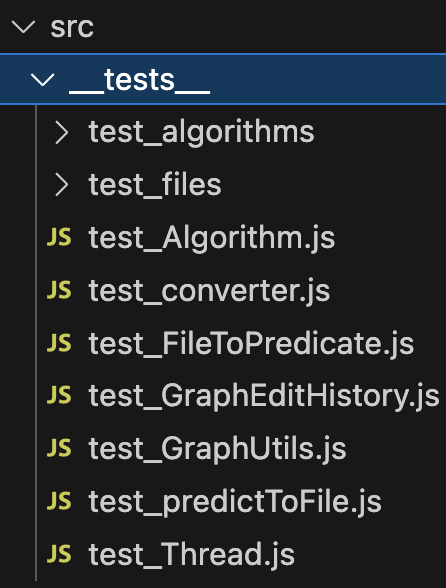 src
__tests__
test_algorithms
test_files
JS test_Algorithm.js
JS test_converter.js
JS test_FileToPredicate.js
JS test_GraphEditHistory.js
JS test_GraphUtils.js
JS test_predictToFile.js
JS test_Thread.js